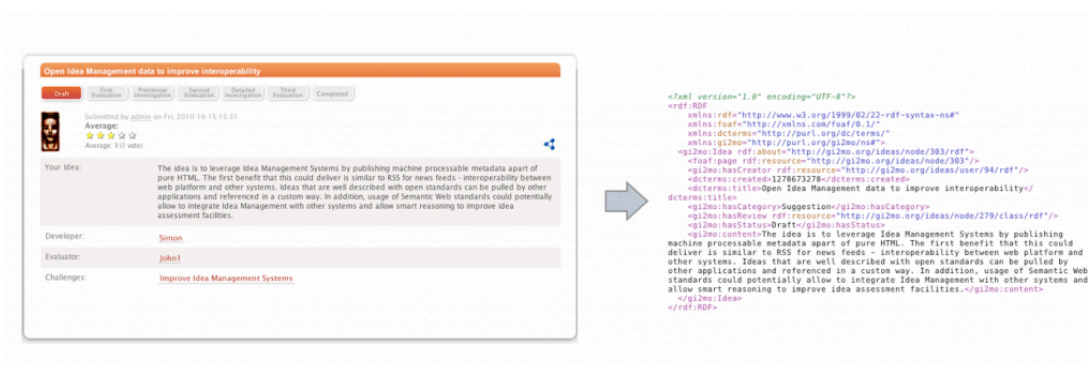 Open Idea Management data to improve interoperability
Draft
First Evaluation
Preliminar Investigation
Second Evaluation
Detailed Investigation
Third Evaluation
Completed
Submitted by admin on Fri, 2010-10-15 15:31
Average:
Average: 3 (1 vote)
Your Idea:
The idea is to leverage Idea Management Systems by publishing machine processable metadata apart of
pure HTML. The first benefit that this could deliver is similar to RSS for news feeds - interoperability between
web platform and other systems. Ideas that are well described with open standards can be pulled by other
applications and referenced in a custom way. In addition, usage of Semantic Web standards could potentially
allow to integrate Idea Management with other systems and allow smart reasoning to improve idea
assessment facilities.
Developer:
Simon
Evaluator:
John1
Challenges:
Improve Idea Management Systems
<?xml version="1.0" encoding="UTF-8"?>
<rdf:RDF
xmlns:rdf="http://www.w3.org/1999/02/22-rdf-syntax-ns#"
xmlns:foaf="http://xmlns.com/foaf/0.1/"
xmlns:dcterms="http://purl.org/dc/terms/"
xmlns:gi2mo="http://purl.org/gi2mo/ns#">
<gi2mo:Idea rdf:about="http://gi2mo.org/ideas/node/303/rdf">
<foaf:page rdf:resource="http://gi2mo.org/ideas/node/303"/>
<gi2mo:hasCreator rdf:resource="http://gi2mo.org/ideas/user/94/rdf"/>
<dcterms:created>1278673278</dcterms:created>
<dcterms:title>Open Idea Management data to improve interoperability</
dcterms:title>
<gi2mo:hasCategory>Suggestion</gi2mo:hasCategory>
<gi2mo:hasReview rdf:resource="http://gi2mo.org/ideas/node/279/class/rdf"/>
<gi2mo:hasStatus>Draft</gi2mo:hasStatus>
<gi2mo:content>The idea is to leverage Idea Management Systems by publishing
machine processable metadata apart of pure HTML. The first benefit that this could
deliver is similar to RSS for news feeds - interoperability between web platform and
other systems. Ideas that are well described with open standards can be pulled by
other applications and referenced in a custom way. In addition, usage of Semantic Web
standards could potentially allow to integrate Idea Management with other systems and
allow smart reasoning to improve idea assessment facilities.</gi2mo:content>
</gi2mo:Idea>
</rdf:RDF>